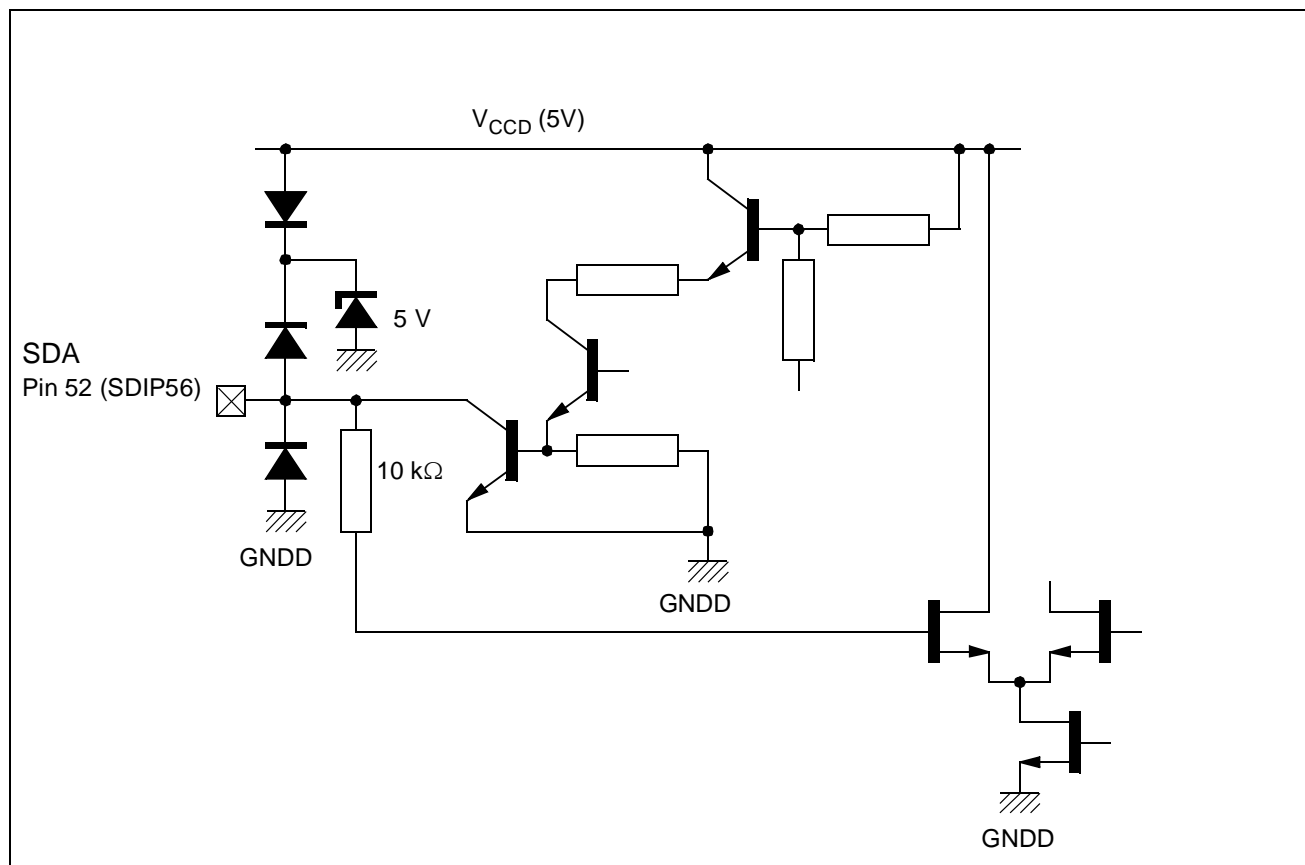 V_CCD (5V)
5 V
SDA
Pin 52 (SDIP56)
10 kΩ
GNDD
GNDD
GNDD